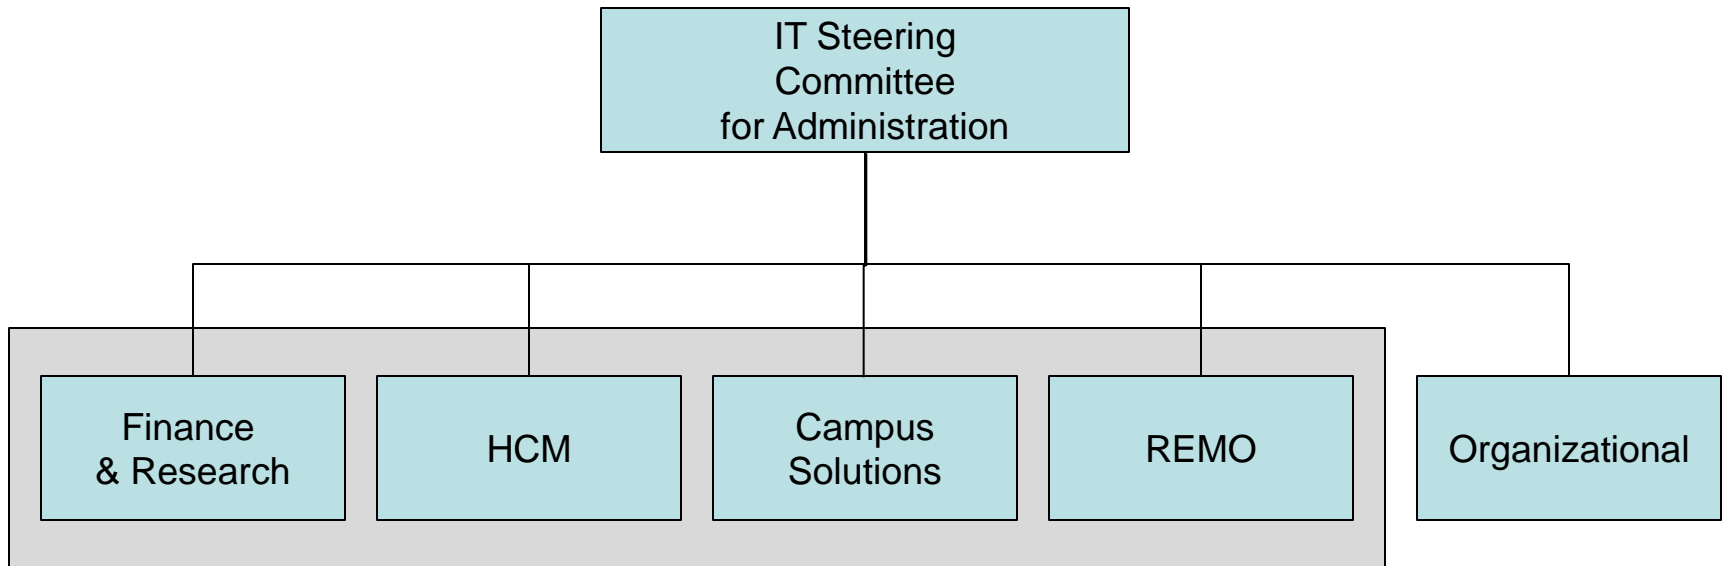 IT Steering
Committee
for Administration
Finance
& Research
HCM
Campus
Solutions
REMO
Organizational